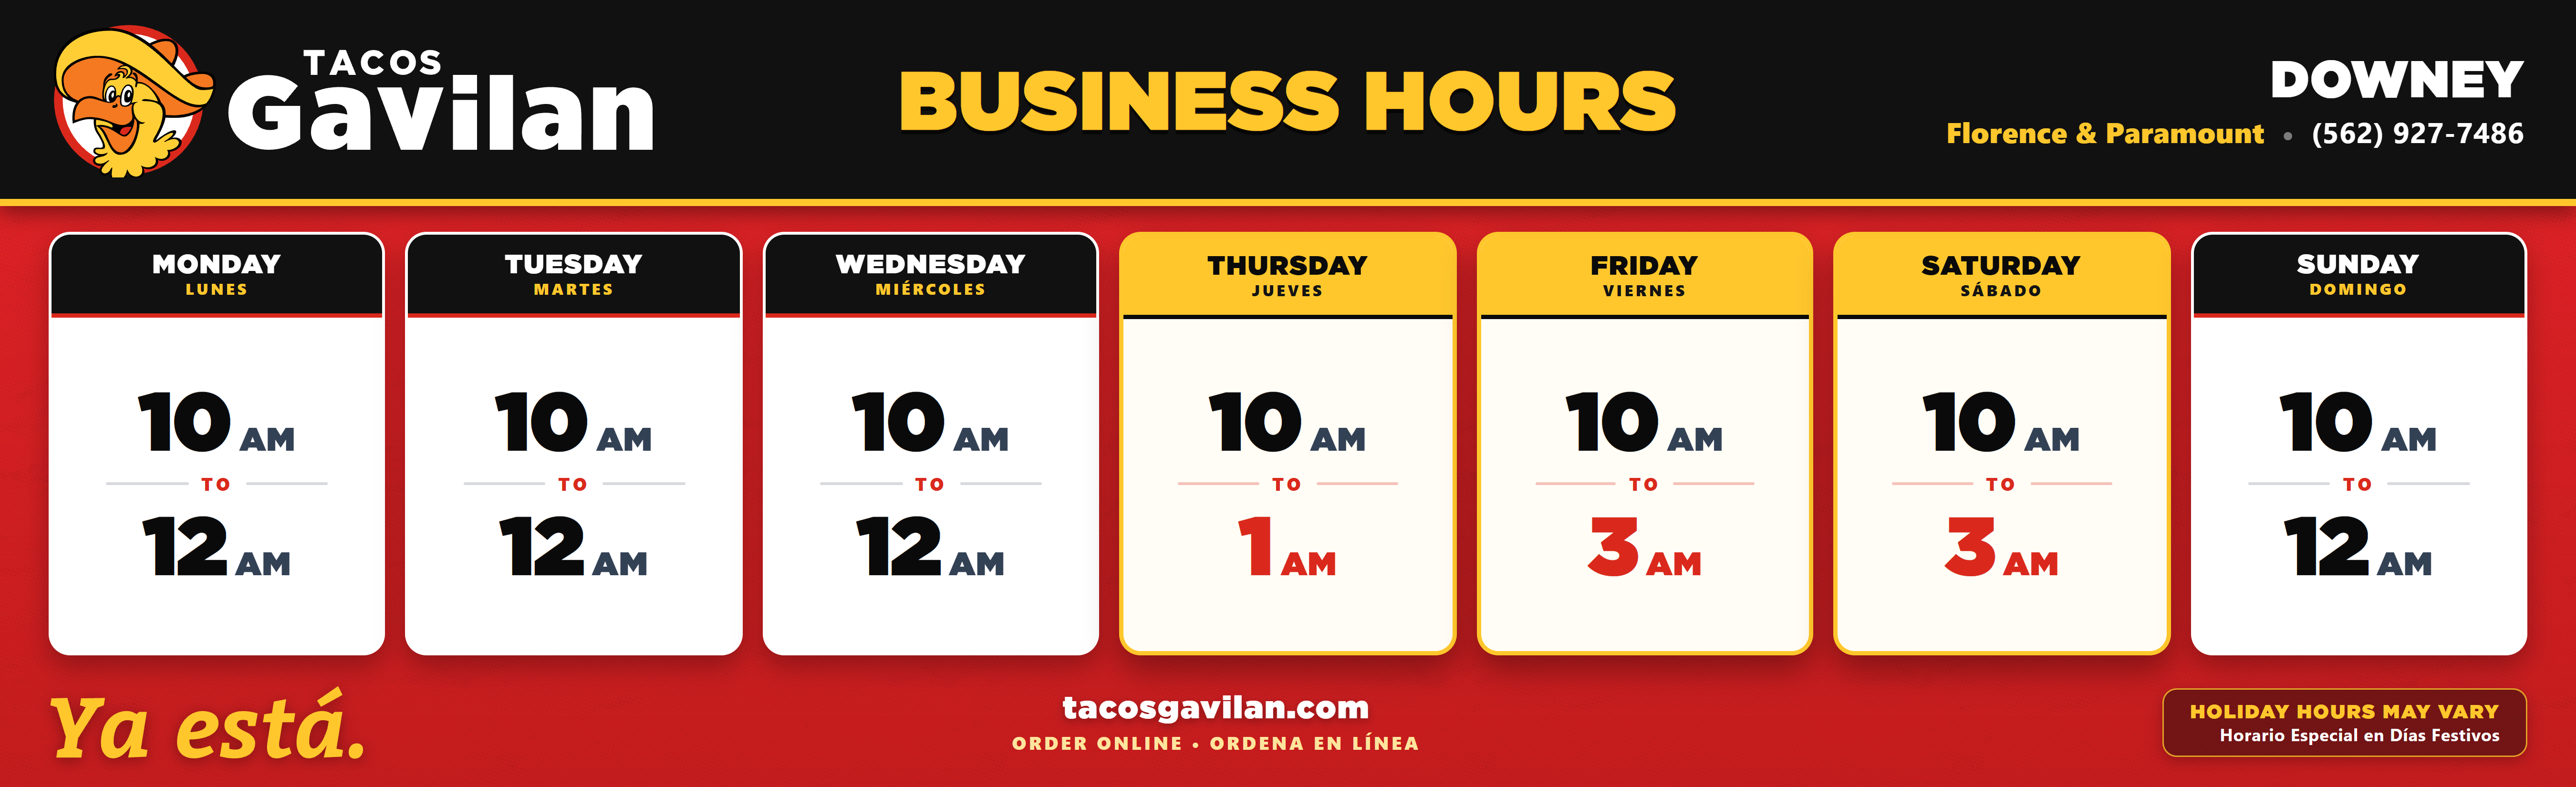 TACOS
Gavilan
BUSINESS HOURS
DOWNEY
Florence & Paramount • (562) 927-7486
MONDAY
LUNES
10 AM
TO
12 AM
TUESDAY
MARTES
10 AM
TO
12 AM
WEDNESDAY
MIÉRCOLES
10 AM
TO
12 AM
THURSDAY
JUEVES
10 AM
TO
1 AM
FRIDAY
VIERNES
10 AM
TO
3 AM
SATURDAY
SÁBADO
10 AM
TO
3 AM
SUNDAY
DOMINGO
10 AM
TO
12 AM
Ya está.
tacosgavilan.com
ORDER ONLINE • ORDENA EN LÍNEA
HOLIDAY HOURS MAY VARY
Horario Especial en Días Festivos